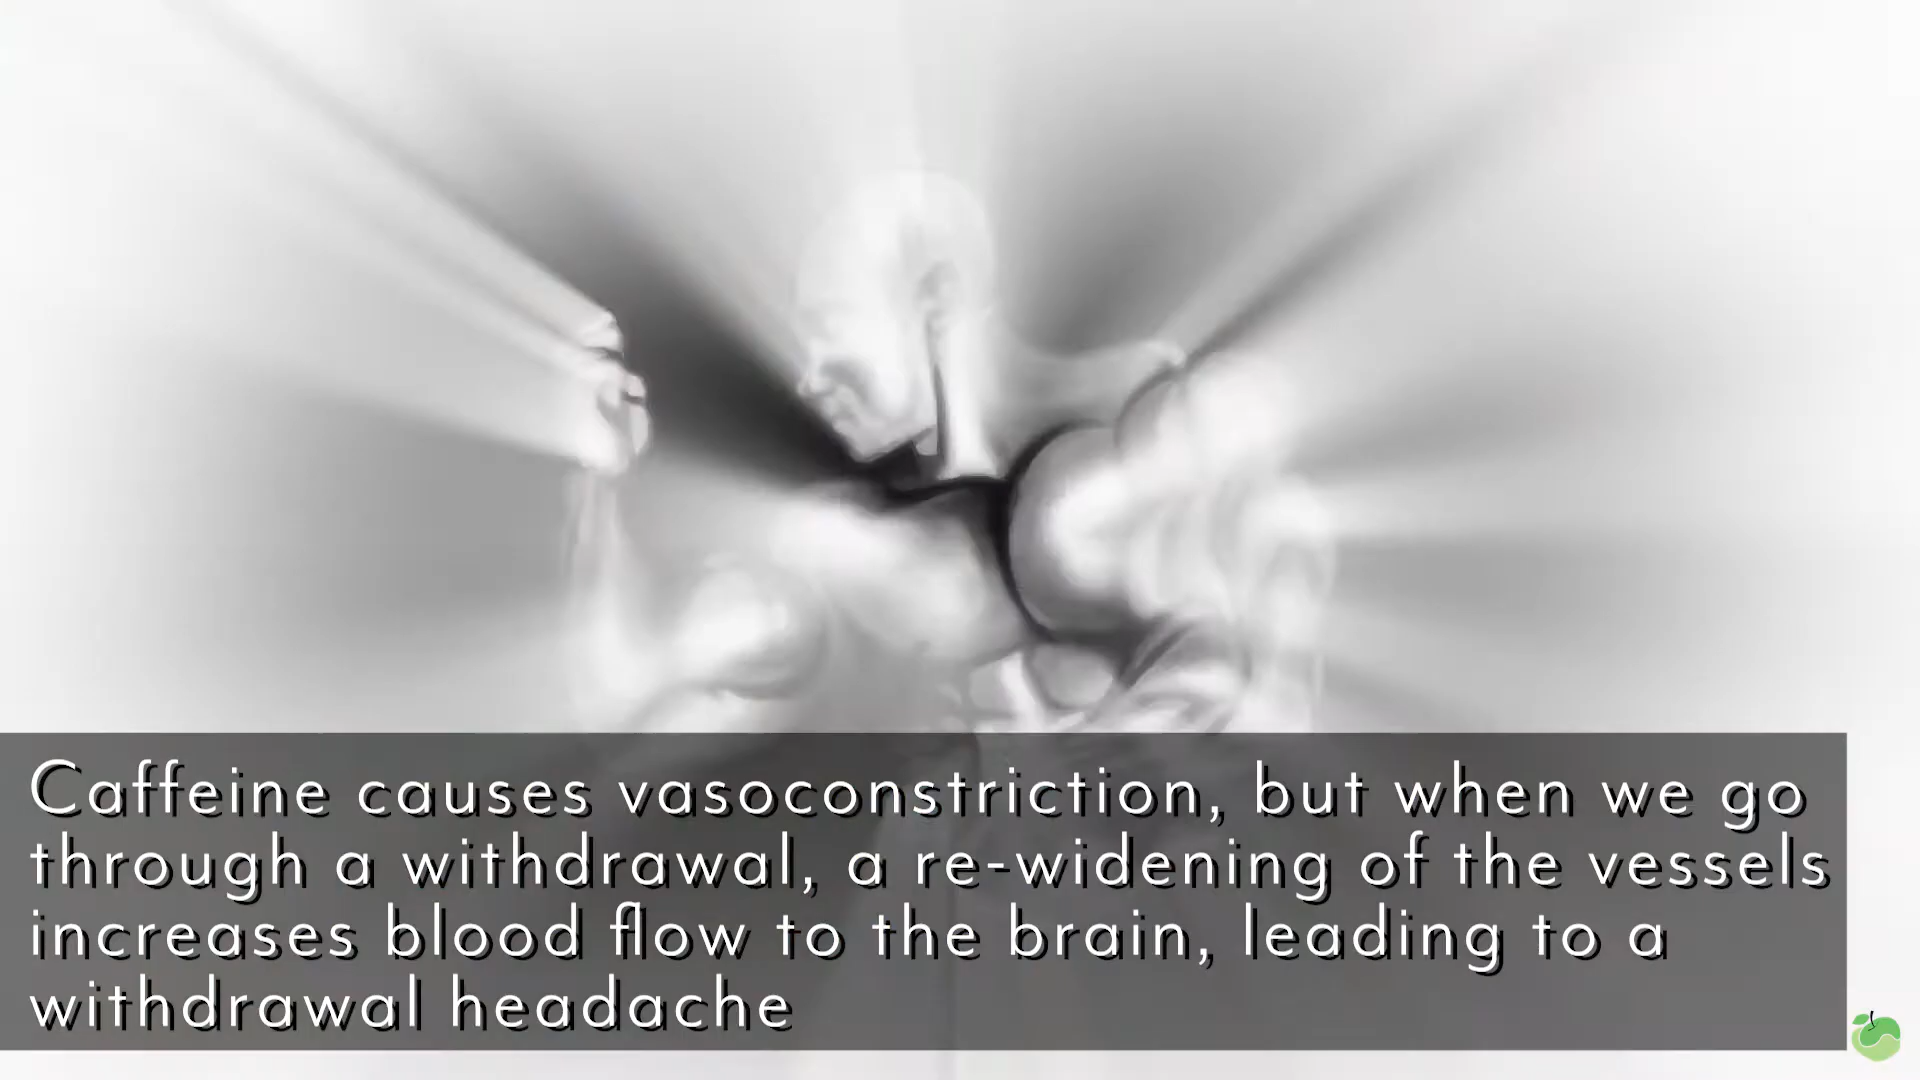 Caffeine causes vasoconstriction, but when we go
through a withdrawal, a re-widening of the vessels
increases blood flow to the brain, leading to a
withdrawal headache